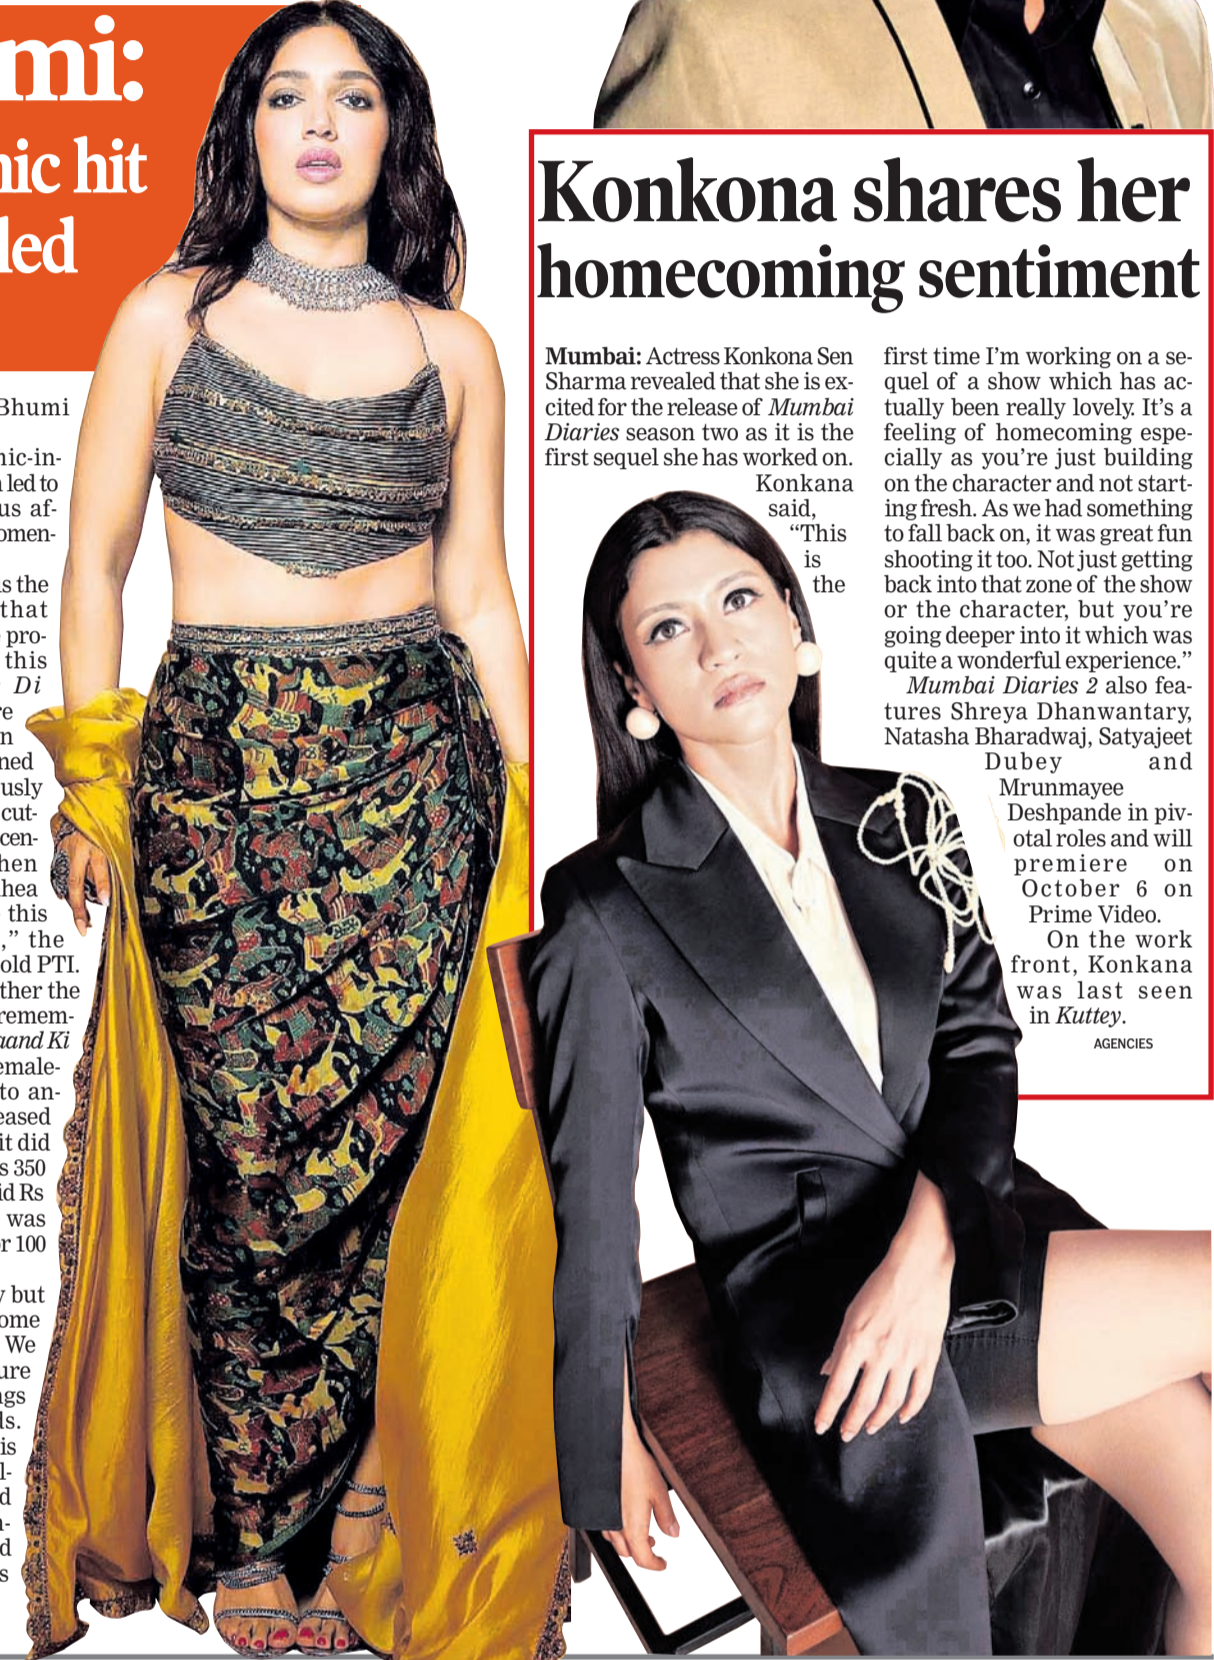 mi:
nic hit
led
Bhumi
nic-in-
led to
us af-
omen-
is the
that
pro-
this
Di
re
n
ned
usly
cut-
cen-
hen
hea
this
," the
old PTI.
ther the
remem-
aand Ki
emale-
to an-
eased
it did
s 350
id Rs
was
or 100
y but
ome
We
ure
ngs
ls.
is
l-
d
n-
d
s
Konkona shares her
homecoming sentiment
Mumbai: Actress Konkona Sen
Sharma revealed that she is ex-
cited for the release of Mumbai
Diaries season two as it is the
first sequel she has worked on.
Konkana
said,
"This
is
the
first time I'm working on a se-
quel of a show which has ac-
tually been really lovely. It's a
feeling of homecoming espe-
cially as you're just building
on the character and not start-
ing fresh. As we had something
to fall back on, it was great fun
shooting it too. Not just getting
back into that zone of the show
or the character, but you're
going deeper into it which was
quite a wonderful experience."
Mumbai Diaries 2 also fea-
tures Shreya Dhanwantary,
Natasha Bharadwaj, Satyajeet
Dubey and
Mrunmayee
Deshpande in piv-
otal roles and will
premiere on
October 6 on
Prime Video.
On the work
front, Konkana
was last seen
in Kuttey.
AGENCIES